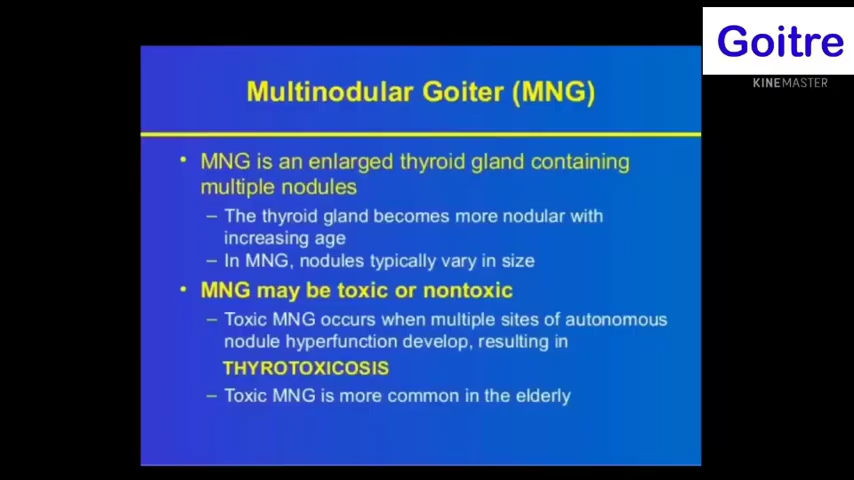 Goitre
KINEMASTER
Multinodular Goiter (MNG)
• MNG is an enlarged thyroid gland containing
multiple nodules
– The thyroid gland becomes more nodular with
increasing age
– In MNG, nodules typically vary in size
• MNG may be toxic or nontoxic
– Toxic MNG occurs when multiple sites of autonomous
nodule hyperfunction develop, resulting in
THYROTOXICOSIS
– Toxic MNG is more common in the elderly